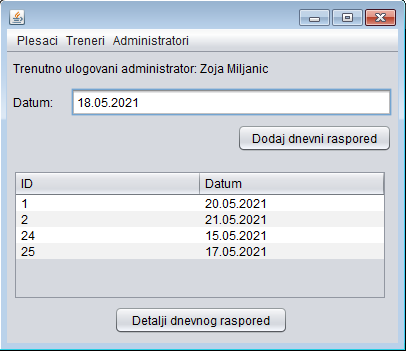 Plesaci Treneri Administratori
Trenutno ulogovani administrator: Zoja Miljanic
Datum: 18.05.2021
Dodaj dnevni raspored
ID Datum
1 20.05.2021
2 21.05.2021
24 15.05.2021
25 17.05.2021
Detalji dnevnog raspored